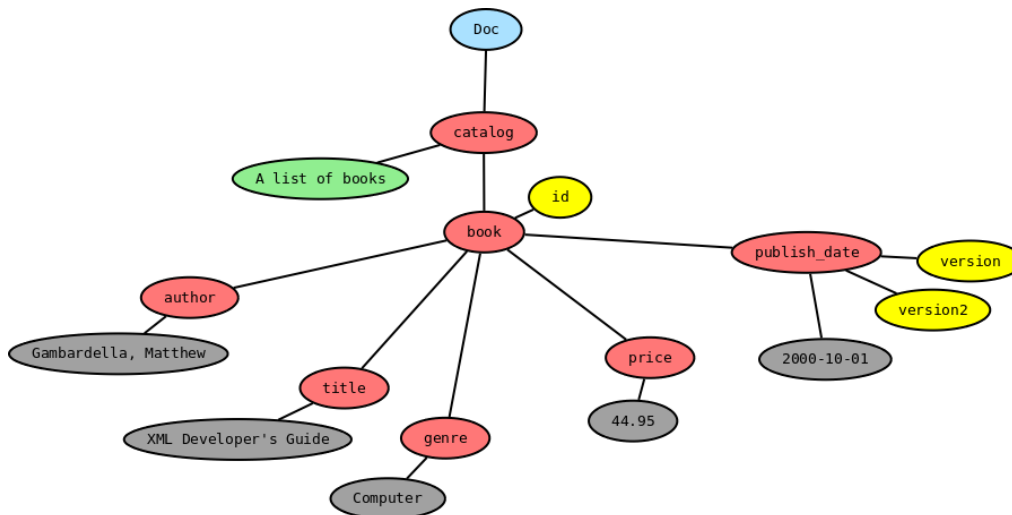 Doc
catalog
A list of books
id
book
publish_date
version
author
version2
Gambardella, Matthew
price
2000-10-01
title
44.95
XML Developer's Guide
genre
Computer